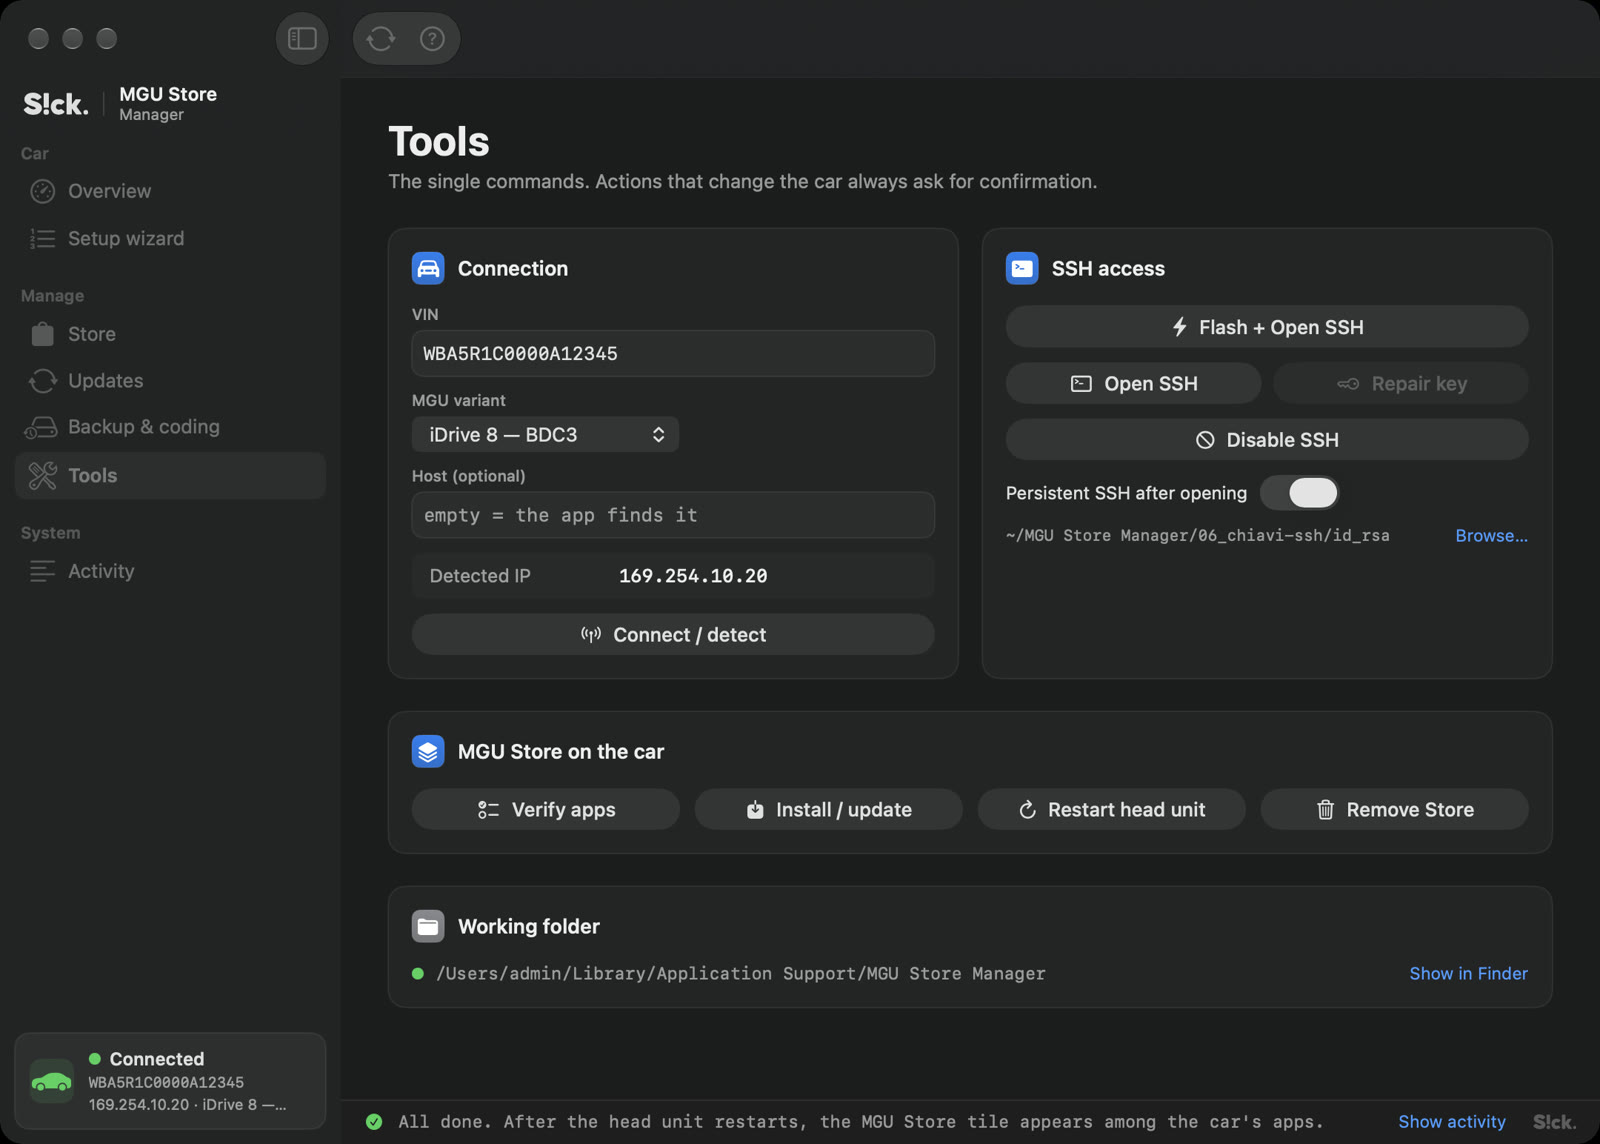 S!ck.
MGU Store
Manager
Car
Overview
Setup wizard
Manage
Store
Updates
Backup & coding
Tools
System
Activity
Connected
WBA5R1C0000A12345
169.254.10.20 · iDrive 8 —...
Tools
The single commands. Actions that change the car always ask for confirmation.
Connection
VIN
WBA5R1C0000A12345
MGU variant
iDrive 8 — BDC3
Host (optional)
empty = the app finds it
Detected IP 169.254.10.20
Connect / detect
SSH access
Flash + Open SSH
Open SSH
Repair key
Disable SSH
Persistent SSH after opening
~/MGU Store Manager/06_chiavi-ssh/id_rsa
Browse...
MGU Store on the car
Verify apps
Install / update
Restart head unit
Remove Store
Working folder
/Users/admin/Library/Application Support/MGU Store Manager
Show in Finder
All done. After the head unit restarts, the MGU Store tile appears among the car's apps.
Show activity
S!ck.